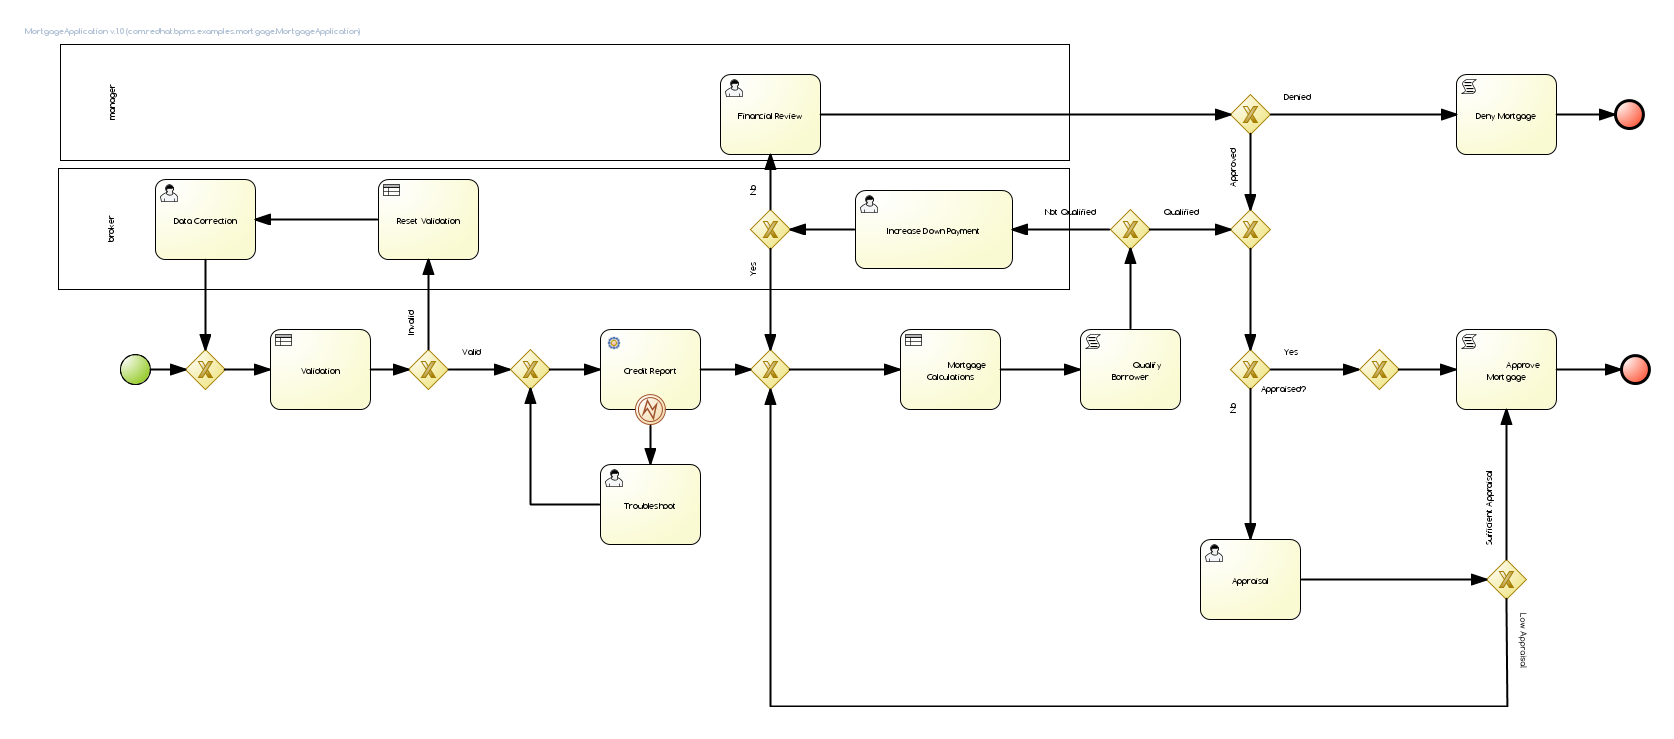 MortgageApplication v.1.0 (com.redhat.bpms.examples.mortgage.MortgageApplication)
manager
Financial Review
Denied
Deny Mortgage
Approved
broker
Data Correction
Reset Validation
No
Increase Down Payment
Not Qualified
Qualified
Yes
Invalid
Validation
Valid
Credit Report
Mortgage
Calculations
Qualify
Borrower
Yes
Appraised?
No
Approve
Mortgage
Troubleshoot
Sufficient Appraisal
Appraisal
Low Appraisal